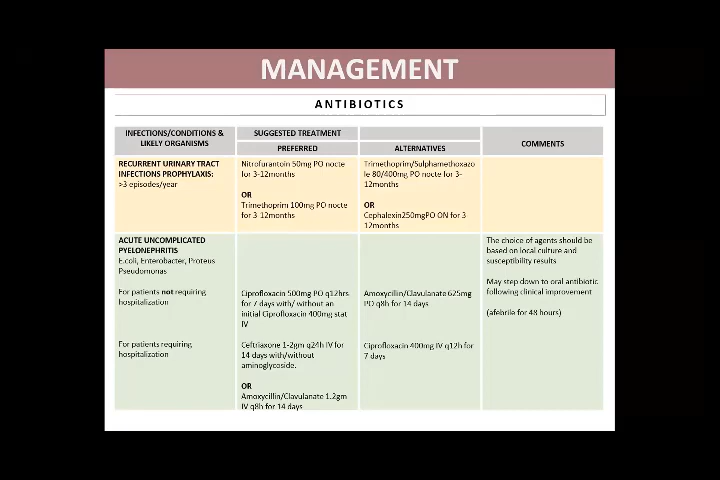 MANAGEMENT
ANTIBIOTICS
INFECTIONS/CONDITIONS &
LIKELY ORGANISMS
SUGGESTED TREATMENT
PREFERRED
ALTERNATIVES
COMMENTS
RECURRENT URINARY TRACT
INFECTIONS PROPHYLAXIS:
>3 episodes/year
Nitrofurantoin 50mg PO nocte
for 3-12months
OR
Trimethoprim 100mg PO nocte
for 3-12months
Trimethoprim/Sulphamethoxazo
le 80/400mg PO nocte for 3-
12months
OR
Cephalexin250mgPO ON for 3-
12months
ACUTE UNCOMPLICATED
PYELONEPHRITIS
E.coli, Enterobacter, Proteus
Pseudomonas
For patients not requiring
hospitalization
For patients requiring
hospitalization
Ciprofloxacin 500mg PO q12hrs
for 7 days with/ without an
initial Ciprofloxacin 400mg stat
IV
Ceftriaxone 1-2gm q24h IV for
14 days with/without
aminoglycoside.
OR
Amoxycillin/Clavulanate 1.2gm
IV q8h for 14 days
Amoxycillin/Clavulanate 625mg
PO q8h for 14 days
Ciprofloxacin 400mg IV q12h for
7 days
The choice of agents should be
based on local culture and
susceptibility results
May step down to oral antibiotic
following clinical improvement
(afebrile for 48 hours)